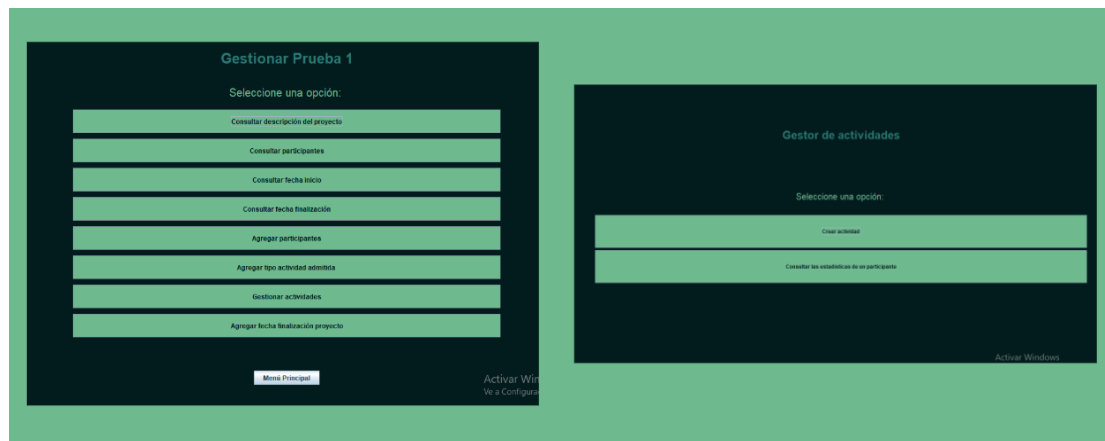 Gestionar Prueba 1
Seleccione una opción:
Consultar descripción del proyecto
Consultar participantes
Consultar fecha inicio
Consultar fecha finalización
Agregar participantes
Agregar tipo actividad admitida
Gestionar actividades
Agregar fecha finalización proyecto
Menú Principal
Activar Win
Ve a Configura
Gestor de actividades
Seleccione una opción:
Crear actividad
Consultar las estadísticas de un participante
Activar Windows